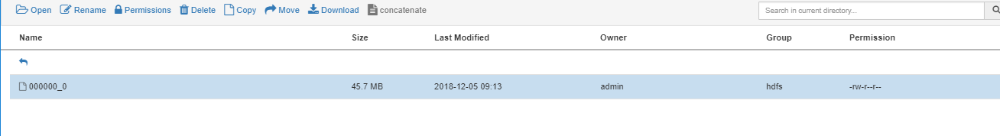 Open Rename Permissions Delete Copy Move Download concatenate Search in current directory...
Name Size Last Modified Owner Group Permission
000000_0 45.7 MB 2018-12-05 09:13 admin hdfs -rw-r--r--